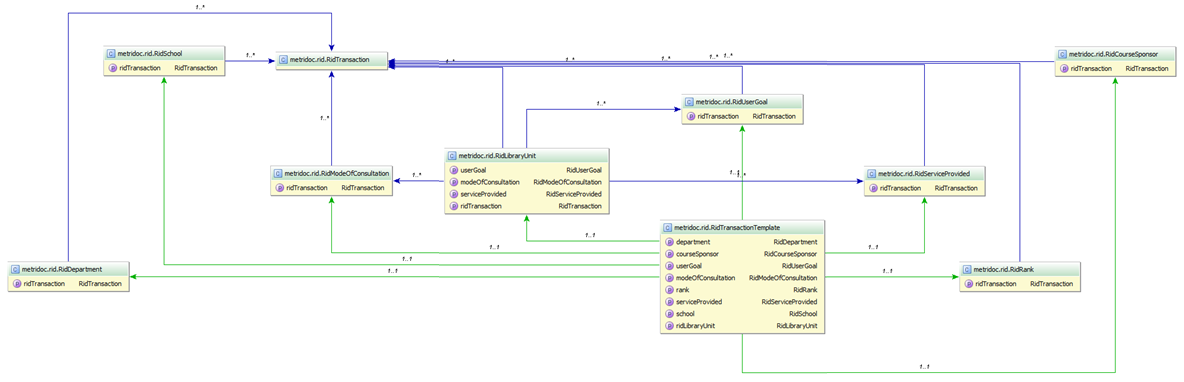 1..*
metridoc.rid.RidSchool
ridTransaction RidTransaction
1..*
metridoc.rid.RidTransaction
1..*
1..*
1..*
1..*
1..*
metridoc.rid.RidCourseSponsor
ridTransaction RidTransaction
1..*
metridoc.rid.RidUserGoal
ridTransaction RidTransaction
1..*
metridoc.rid.RidLibraryUnit
userGoal RidUserGoal
modeOfConsultation RidModeOfConsultation
serviceProvided RidServiceProvided
ridTransaction RidTransaction
metridoc.rid.RidModeOfConsultation
ridTransaction RidTransaction
1..*
1..1
1..*
metridoc.rid.RidServiceProvided
ridTransaction RidTransaction
metridoc.rid.RidTransactionTemplate
department RidDepartment
courseSponsor RidCourseSponsor
userGoal RidUserGoal
modeOfConsultation RidModeOfConsultation
rank RidRank
serviceProvided RidServiceProvided
school RidSchool
ridLibraryUnit RidLibraryUnit
1..1
1..1
1..1
1..1
1..1
1..1
metridoc.rid.RidDepartment
ridTransaction RidTransaction
metridoc.rid.RidRank
ridTransaction RidTransaction
1..1